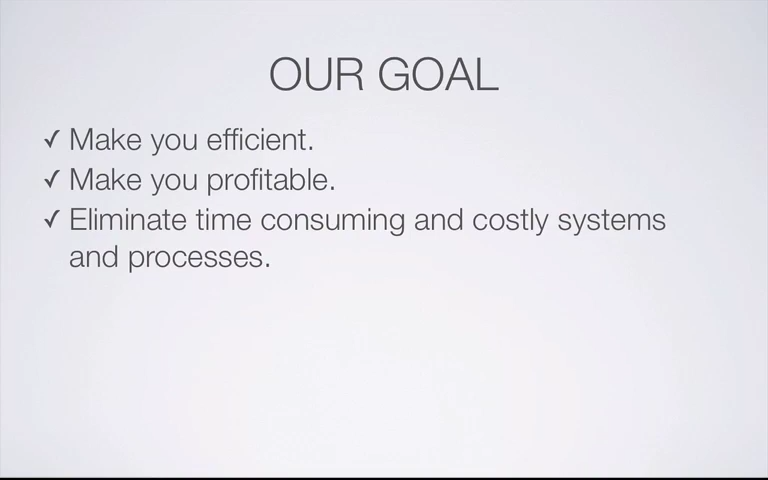 OUR GOAL
✓ Make you efficient.
✓ Make you profitable.
✓ Eliminate time consuming and costly systems
and processes.